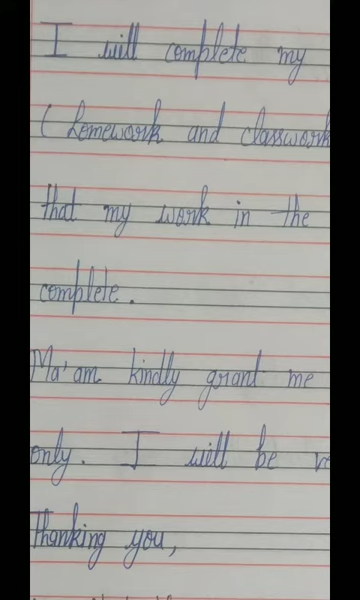 I will complete my
( homework and classwork
that my work in the
complete.
Ma'am kindly grant me
only. I will be
Thanking you,